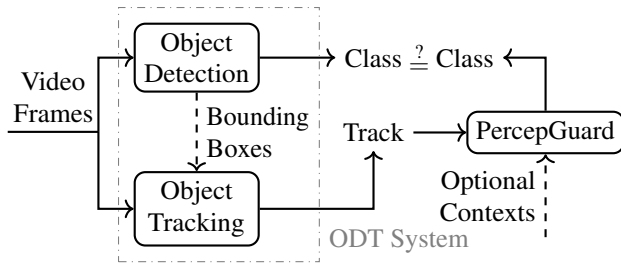 Video
Frames
Object
Detection
Bounding
Boxes
Object
Tracking
Class ≟ Class
Track
PercepGuard
Optional
Contexts
ODT System